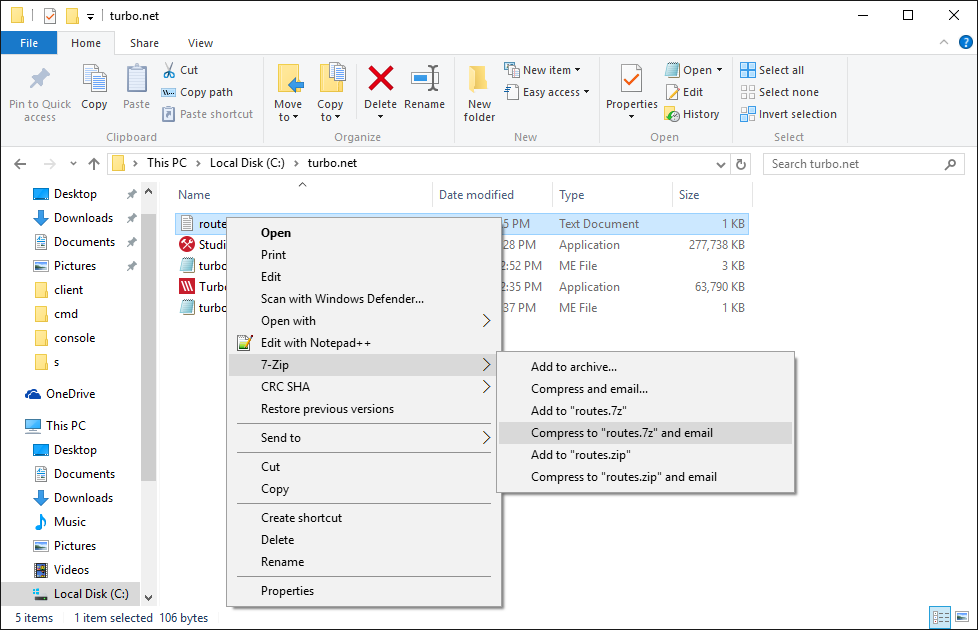 turbo.net
File Home Share View
Pin to Quick access
Copy
Paste
Cut
Copy path
Paste shortcut
Clipboard
Move to
Copy to
Delete
Rename
Organize
New folder
New item
Easy access
New
Properties
Open
Edit
History
Open
Select all
Select none
Invert selection
Select
This PC > Local Disk (C:) > turbo.net
Search turbo.net
Desktop
Downloads
Documents
Pictures
client
cmd
console
s
OneDrive
This PC
Desktop
Documents
Downloads
Music
Pictures
Videos
Local Disk (C:)
Name Date modified Type Size
route 5 PM Text Document 1 KB
Studi 28 PM Application 277,738 KB
turbo 2:52 PM ME File 3 KB
Turbo 2:35 PM Application 63,790 KB
turbo 37 PM ME File 1 KB
Open
Print
Edit
Scan with Windows Defender...
Open with
Edit with Notepad++
7-Zip
CRC SHA
Restore previous versions
Send to
Cut
Copy
Create shortcut
Delete
Rename
Properties
Add to archive...
Compress and email...
Add to "routes.7z"
Compress to "routes.7z" and email
Add to "routes.zip"
Compress to "routes.zip" and email
5 items 1 item selected 106 bytes